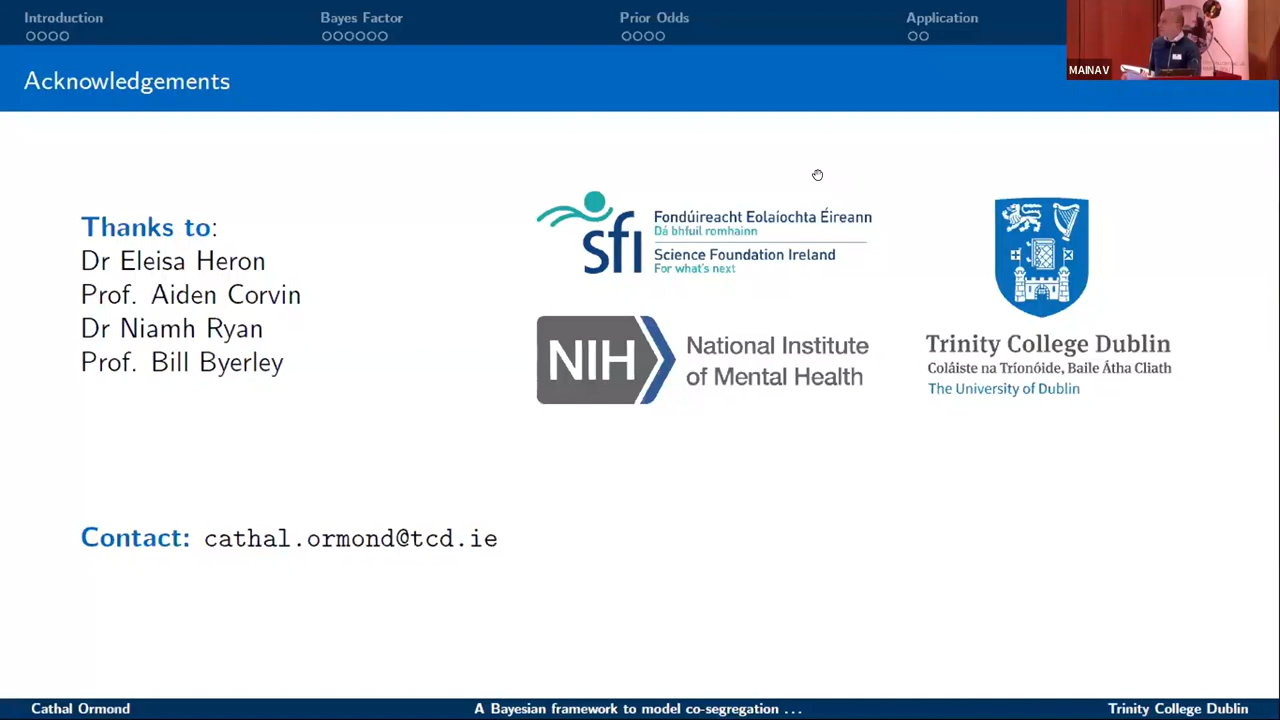 Introduction
Bayes Factor
Prior Odds
Application
MAIN AV
Acknowledgements
Thanks to:
Dr Eleisa Heron
Prof. Aiden Corvin
Dr Niamh Ryan
Prof. Bill Byerley
sfi
Fondúireacht Eolaíochta Éireann
Dá bhfuil romhainn
Science Foundation Ireland
For what's next
NIH
National Institute
of Mental Health
Trinity College Dublin
Coláiste na Tríonóide, Baile Átha Cliath
The University of Dublin
Contact: cathal.ormond@tcd.ie
Cathal Ormond
A Bayesian framework to model co-segregation ...
Trinity College Dublin